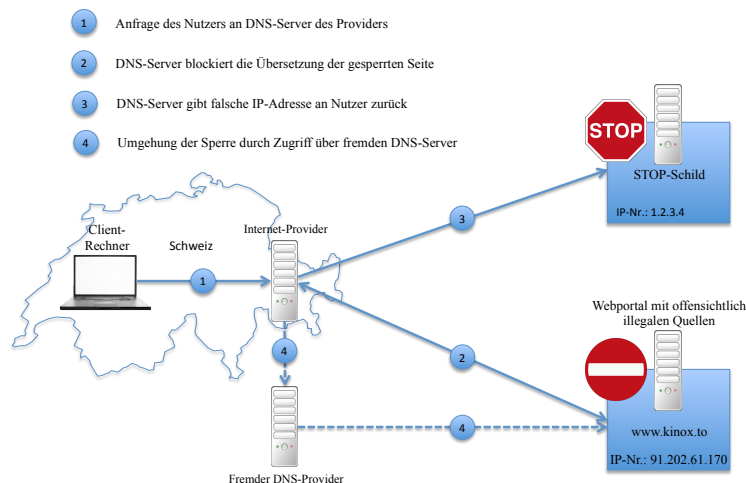 1 Anfrage des Nutzers an DNS-Server des Providers
2 DNS-Server blockiert die Übersetzung der gesperrten Seite
3 DNS-Server gibt falsche IP-Adresse an Nutzer zurück
4 Umgehung der Sperre durch Zugriff über fremden DNS-Server
STOP
STOP-Schild
IP-Nr.: 1.2.3.4
3
Client-
Rechner
Schweiz
Internet-Provider
1
Webportal mit offensichtlich
illegalen Quellen
4
2
www.kinox.to
IP-Nr.: 91.202.61.170
4
Fremder DNS-Provider